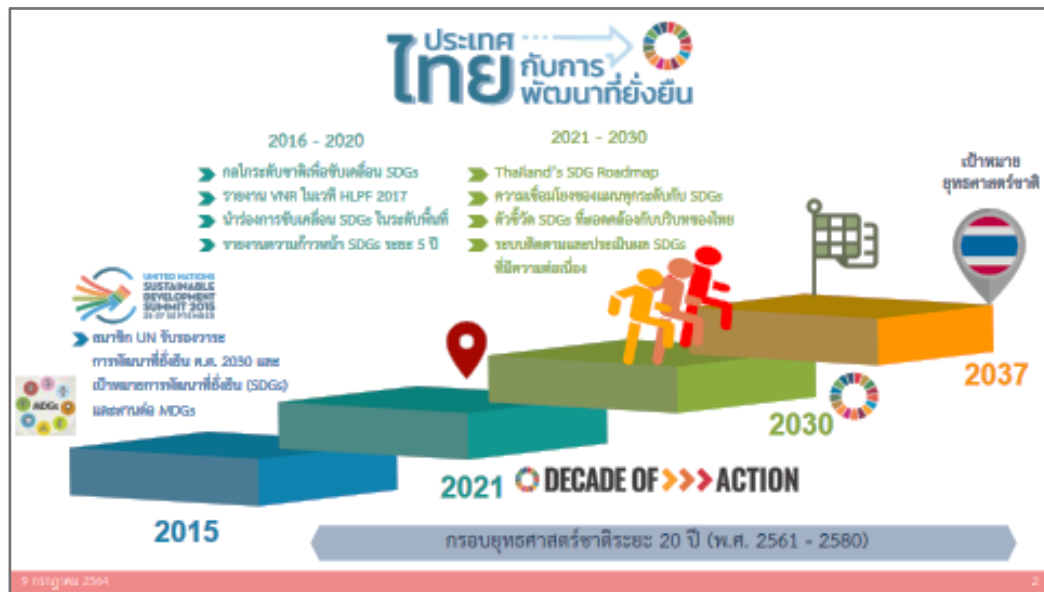 ประเทศ
ไทย กับการ
พัฒนาที่ยั่งยืน
2016 - 2020
กลไกระดับชาติเพื่อขับเคลื่อน SDGs
รายงาน VNR ในเวที HLPF 2017
นำร่องการขับเคลื่อน SDGs ในระดับพื้นที่
รายงานความก้าวหน้า SDGs ระยะ 5 ปี
2021 - 2030
Thailand's SDG Roadmap
ความเชื่อมโยงของแผนทุกระดับกับ SDGs
ตัวชี้วัด SDGs ที่สอดคล้องกับบริบทของไทย
ระบบติดตามและประเมินผล SDGs
ที่มีความต่อเนื่อง
เป้าหมาย
ยุทธศาสตร์ชาติ
UNITED NATIONS
SUSTAINABLE
DEVELOPMENT
SUMMIT 2015
25-27 SEPTEMBER
สมาชิก UN รับรองวาระ
การพัฒนาที่ยั่งยืน ค.ศ. 2030 และ
เป้าหมายการพัฒนาที่ยั่งยืน (SDGs)
และสานต่อ MDGs
MDGs
2015
2021
DECADE OF >>> ACTION
2030
2037
กรอบยุทธศาสตร์ชาติระยะ 20 ปี (พ.ศ. 2561 - 2580)
9 กรกฎาคม 2564
2